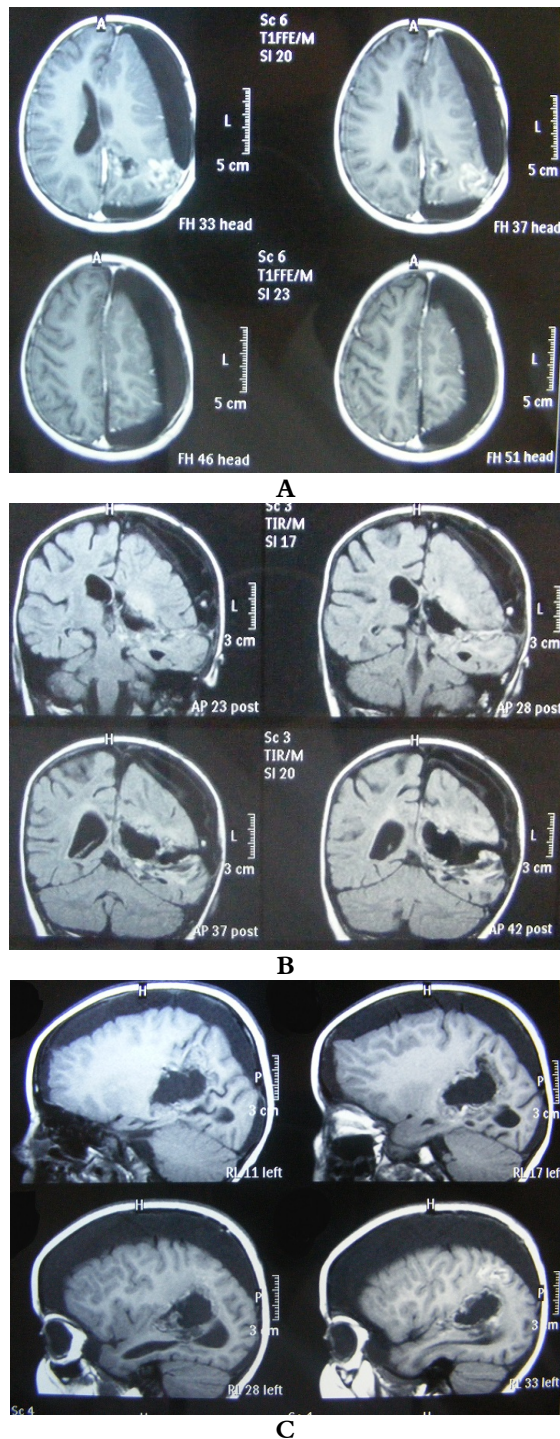 A
Sc 6
T1FFE/M
SI 20
A
L
5 cm
FH 33 head
L
5 cm
FH 37 head
A
Sc 6
T1FFE/M
SI 23
A
L
5 cm
FH 46 head
L
5 cm
FH 51 head
A
H
Sc 3
TIR/M
SI 17
H
L
3 cm
AP 23 post
L
3 cm
AP 28 post
H
Sc 3
TIR/M
SI 20
H
L
3 cm
AP 37 post
L
3 cm
AP 42 post
B
H
H
P
3 cm
RL 11 left
P
3 cm
RL 17 left
H
H
P
3 cm
RL 28 left
P
RL 33 left
Sc 4
C